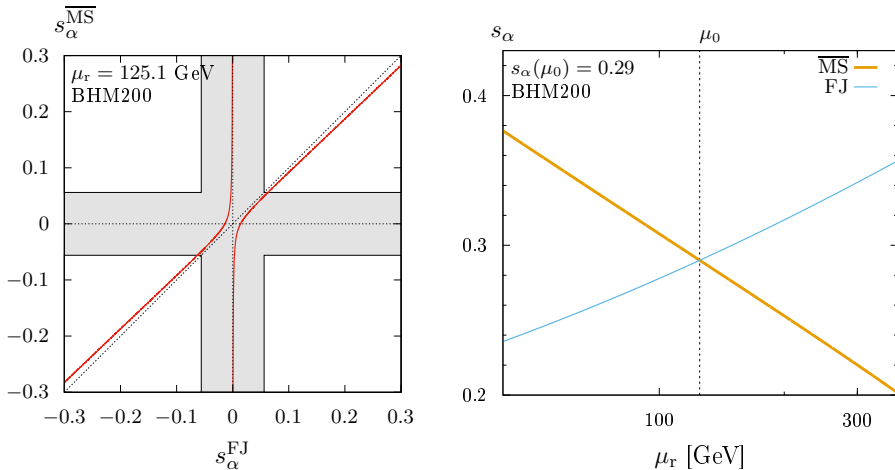 s_α^{\overline{MS}}
0.3
0.2
0.1
0
−0.1
−0.2
−0.3
μ_r = 125.1 GeV
BHM200
−0.3 −0.2 −0.1 0 0.1 0.2 0.3
s_α^{FJ}
s_α
μ_0
0.4
0.3
0.2
s_α(μ_0) = 0.29
BHM200
\overline{MS}
FJ
100 300
μ_r [GeV]